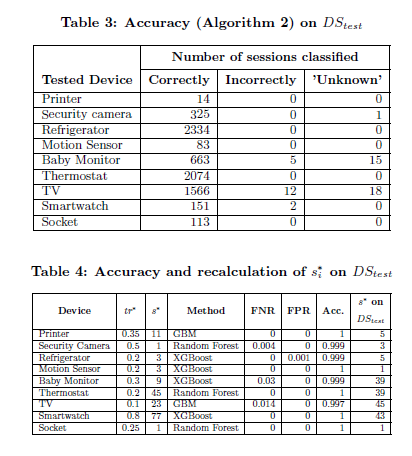 Table 3: Accuracy (Algorithm 2) on DS_test
Number of sessions classified
Tested Device Correctly Incorrectly 'Unknown'
Printer 14 0 0
Security camera 325 0 1
Refrigerator 2334 0 0
Motion Sensor 83 0 0
Baby Monitor 663 5 15
Thermostat 2074 0 0
TV 1566 12 18
Smartwatch 151 2 0
Socket 113 0 0
Table 4: Accuracy and recalculation of s*_i on DS_test
Device tr* s* Method FNR FPR Acc. s* on DS_test
Printer 0.35 11 GBM 0 0 1 5
Security Camera 0.5 1 Random Forest 0.004 0 0.999 3
Refrigerator 0.2 3 XGBoost 0 0.001 0.999 5
Motion Sensor 0.2 3 XGBoost 0 0 1 1
Baby Monitor 0.3 9 XGBoost 0.03 0 0.999 39
Thermostat 0.2 45 Random Forest 0 0 1 39
TV 0.1 23 GBM 0.014 0 0.997 45
Smartwatch 0.8 77 XGBoost 0 0 1 43
Socket 0.25 1 Random Forest 0 0 1 1